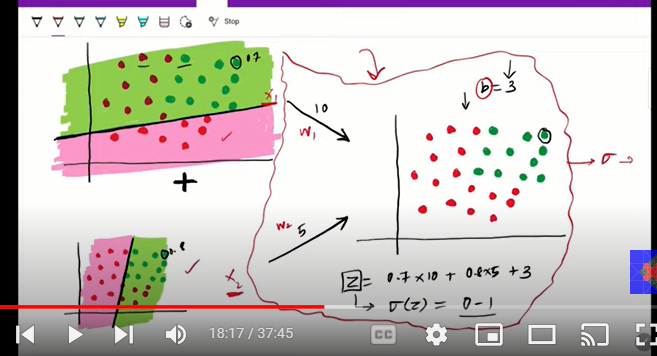 Stop
0.7
x1
10
w1
b = 3
+
σ
w2
5
0.8
x2
z = 0.7 × 10 + 0.8×5 + 3
σ(z) = 0-1
18:17 / 37:45
CC